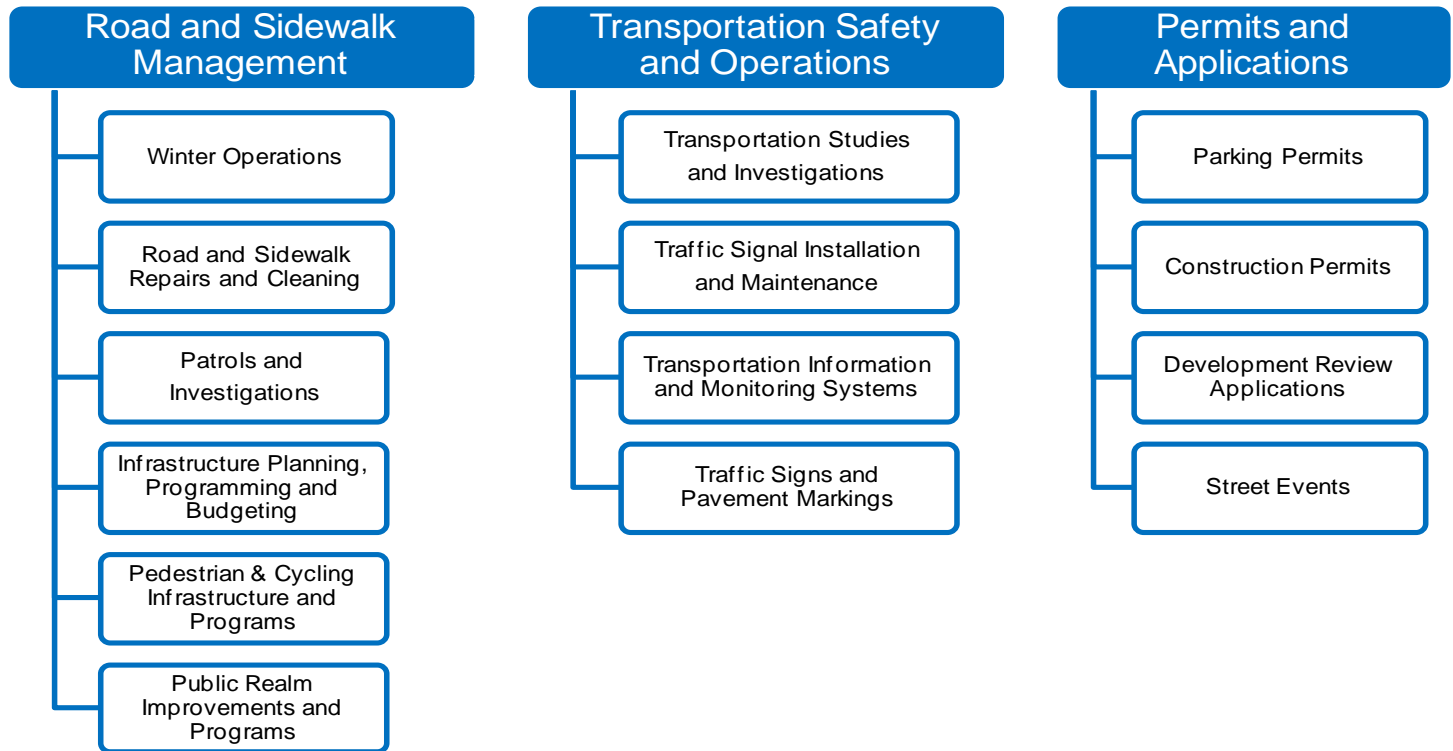 Road and Sidewalk
Management
Winter Operations
Road and Sidewalk
Repairs and Cleaning
Patrols and
Investigations
Infrastructure Planning,
Programming and
Budgeting
Pedestrian & Cycling
Infrastructure and
Programs
Public Realm
Improvements and
Programs
Transportation Safety
and Operations
Transportation Studies
and Investigations
Traffic Signal Installation
and Maintenance
Transportation Information
and Monitoring Systems
Traffic Signs and
Pavement Markings
Permits and
Applications
Parking Permits
Construction Permits
Development Review
Applications
Street Events